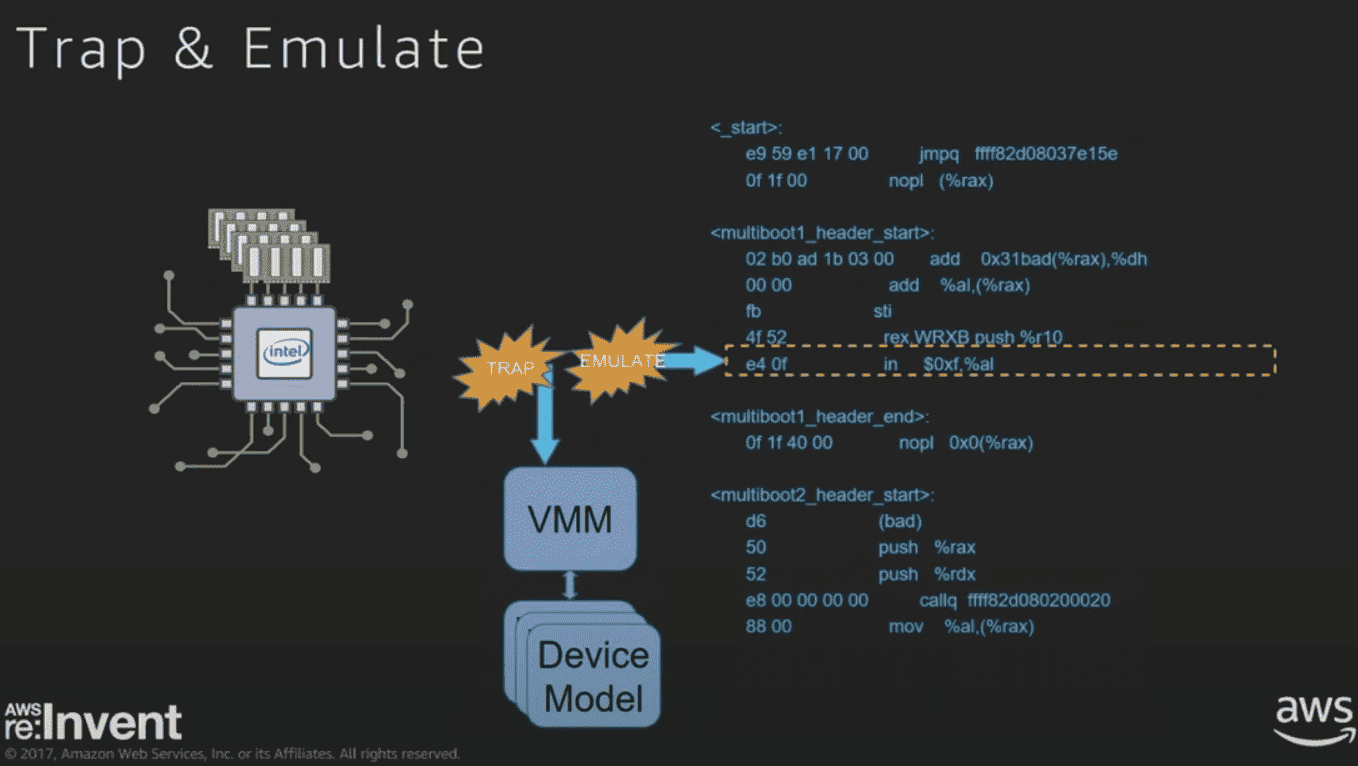 Trap & Emulate
<_start>:
e9 59 e1 17 00 jmpq ffff82d08037e15e
0f 1f 00 nopl (%rax)
<multiboot1_header_start>:
02 b0 ad 1b 03 00 add 0x31bad(%rax),%dh
00 00 add %al,(%rax)
fb sti
4f 52 rex.WRXB push %r10
e4 0f in $0xf,%al
<multiboot1_header_end>:
0f 1f 40 00 nopl 0x0(%rax)
<multiboot2_header_start>:
d6 (bad)
50 push %rax
52 push %rdx
e8 00 00 00 00 callq ffff82d080200020
88 00 mov %al,(%rax)
intel
TRAP
EMULATE
VMM
Device
Model
AWS
re:Invent
© 2017, Amazon Web Services, Inc. or its Affiliates. All rights reserved.
aws